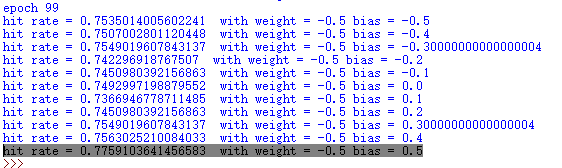 epoch 99
hit rate = 0.7535014005602241  with weight = -0.5 bias = -0.5
hit rate = 0.7507002801120448  with weight = -0.5 bias = -0.4
hit rate = 0.7549019607843137  with weight = -0.5 bias = -0.30000000000000004
hit rate = 0.742296918767507  with weight = -0.5 bias = -0.2
hit rate = 0.7450980392156863  with weight = -0.5 bias = -0.1
hit rate = 0.7492997198879552  with weight = -0.5 bias = 0.0
hit rate = 0.7366946778711485  with weight = -0.5 bias = 0.1
hit rate = 0.7450980392156863  with weight = -0.5 bias = 0.2
hit rate = 0.7549019607843137  with weight = -0.5 bias = 0.30000000000000004
hit rate = 0.7563025210084033  with weight = -0.5 bias = 0.4
hit rate = 0.7759103641456583  with weight = -0.5 bias = 0.5
>>>